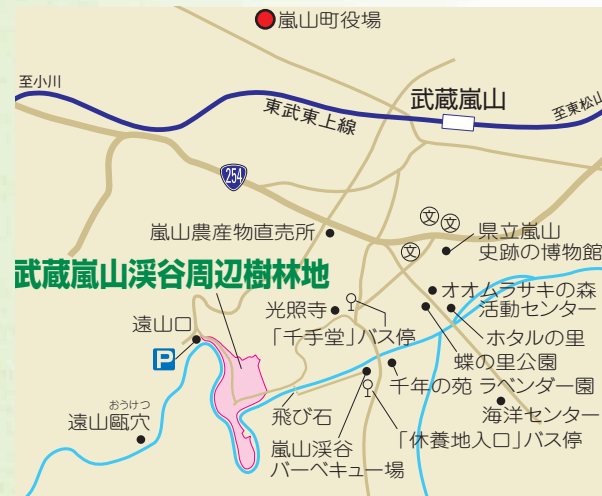 嵐山町役場
至小川
武蔵嵐山
東武東上線
至東松山
254
文
文
文
嵐山農産物直売所
県立嵐山
史跡の博物館
武蔵嵐山渓谷周辺樹林地
オオムラサキの森
活動センター
光照寺
遠山口
「千手堂」バス停
ホタルの里
P
蝶の里公園
千年の苑 ラベンダー園
おうけつ
遠山甌穴
飛び石
海洋センター
嵐山渓谷
バーベキュー場
「休養地入口」バス停